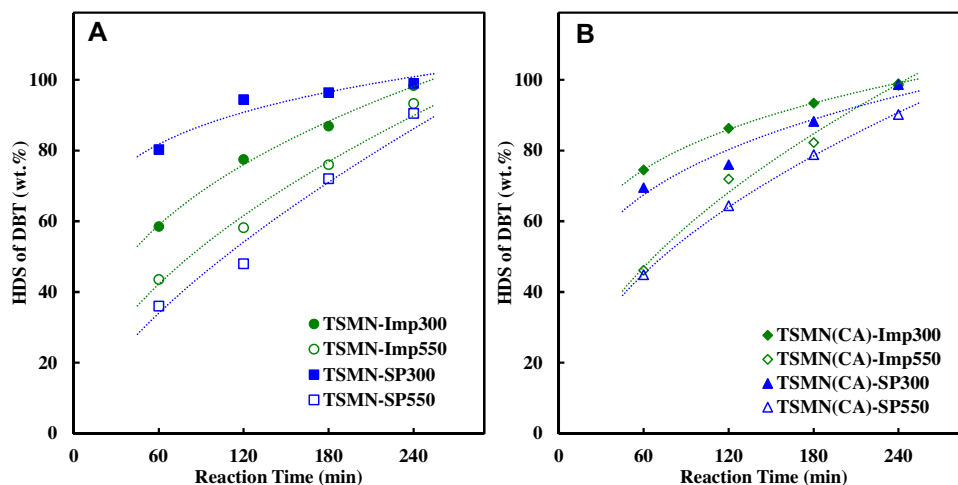 A
HDS of DBT (wt.%)
100
80
60
40
20
0
60
120
180
240
Reaction Time (min)
TSMN-Imp300
TSMN-Imp550
TSMN-SP300
TSMN-SP550
B
HDS of DBT (wt.%)
100
80
60
40
20
0
0
60
120
180
240
Reaction Time (min)
TSMN(CA)-Imp300
TSMN(CA)-Imp550
TSMN(CA)-SP300
TSMN(CA)-SP550